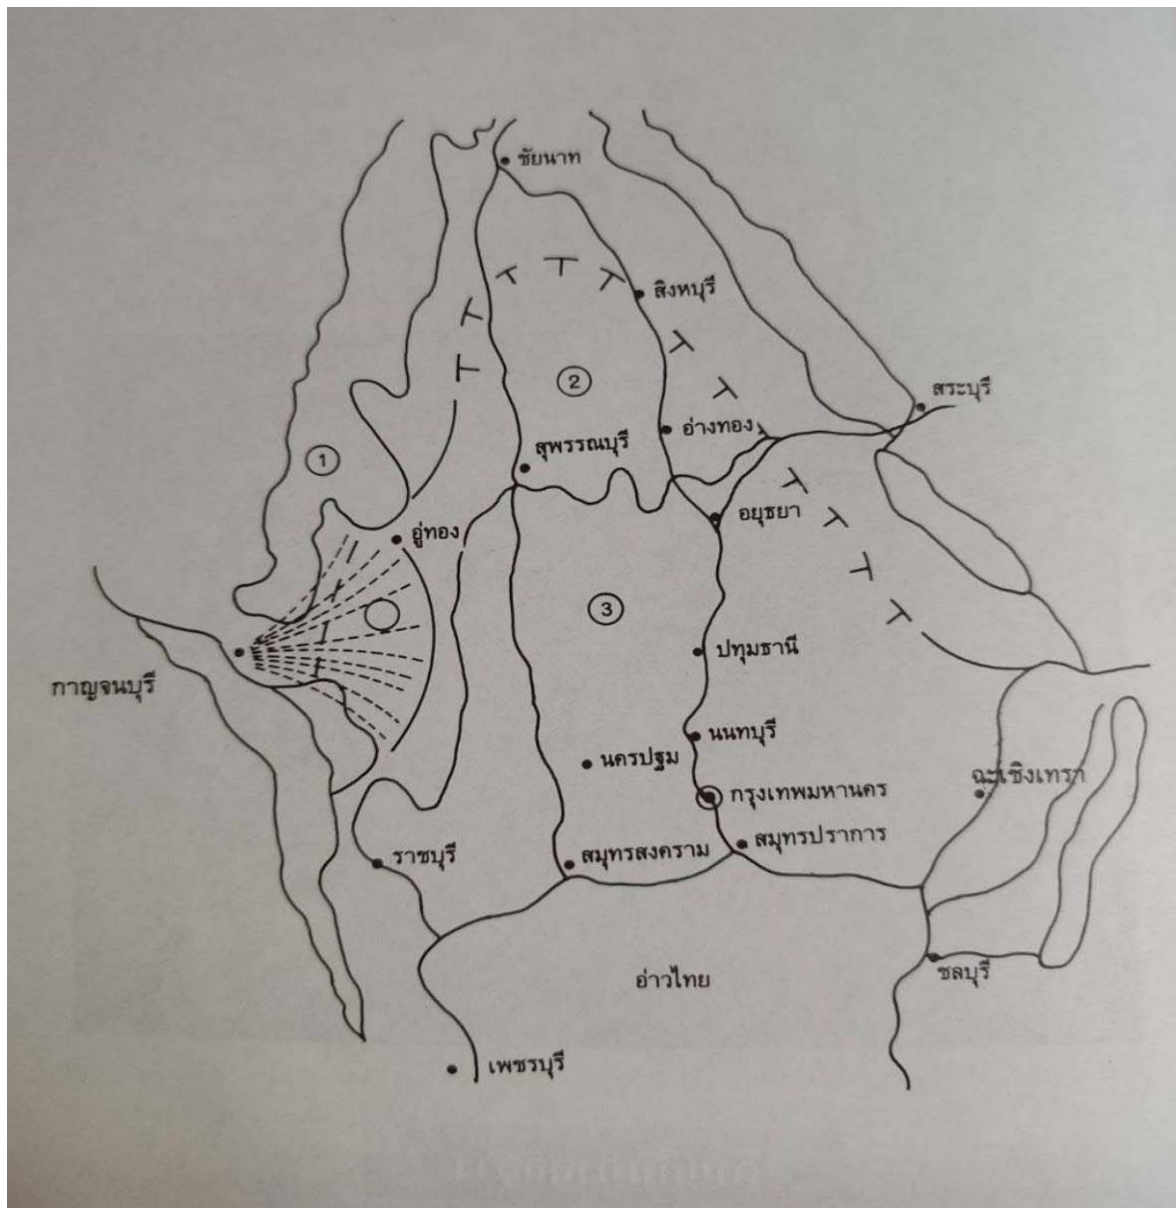 ชัยนาท
สิงหบุรี
②
สระบุรี
อ่างทอง
สุพรรณบุรี
①
อยุธยา
อู่ทอง
③
ปทุมธานี
กาญจนบุรี
นนทบุรี
นครปฐม
ฉะเชิงเทรา
กรุงเทพมหานคร
สมุทรปราการ
สมุทรสงคราม
ราชบุรี
ชลบุรี
อ่าวไทย
เพชรบุรี